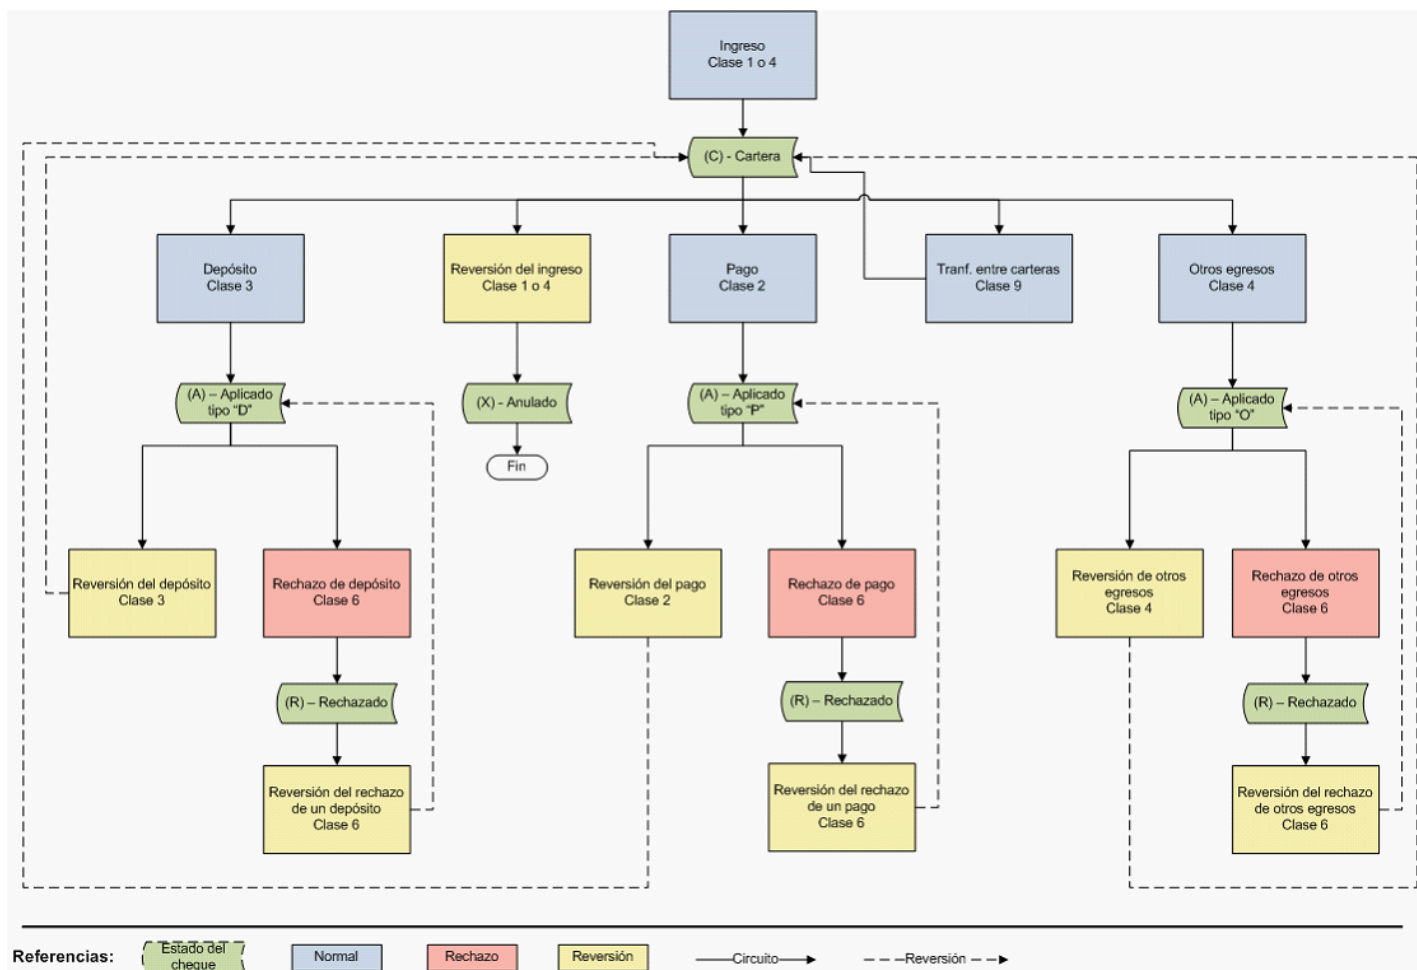 Ingreso
Clase 1 o 4
(C) - Cartera
Depósito
Clase 3
Reversión del ingreso
Clase 1 o 4
Pago
Clase 2
Tranf. entre carteras
Clase 9
Otros egresos
Clase 4
(A) – Aplicado
tipo “D”
(X) - Anulado
(A) – Aplicado
tipo “P”
(A) – Aplicado
tipo “O”
Fin
Reversión del depósito
Clase 3
Rechazo de depósito
Clase 6
Reversión del pago
Clase 2
Rechazo de pago
Clase 6
Reversión de otros
egresos
Clase 4
Rechazo de otros
egresos
Clase 6
(R) – Rechazado
(R) – Rechazado
(R) – Rechazado
Reversión del rechazo
de un depósito
Clase 6
Reversión del rechazo
de un pago
Clase 6
Reversión del rechazo
de otros egresos
Clase 6
Referencias:
Estado del
cheque
Normal
Rechazo
Reversión
Circuito
Reversión